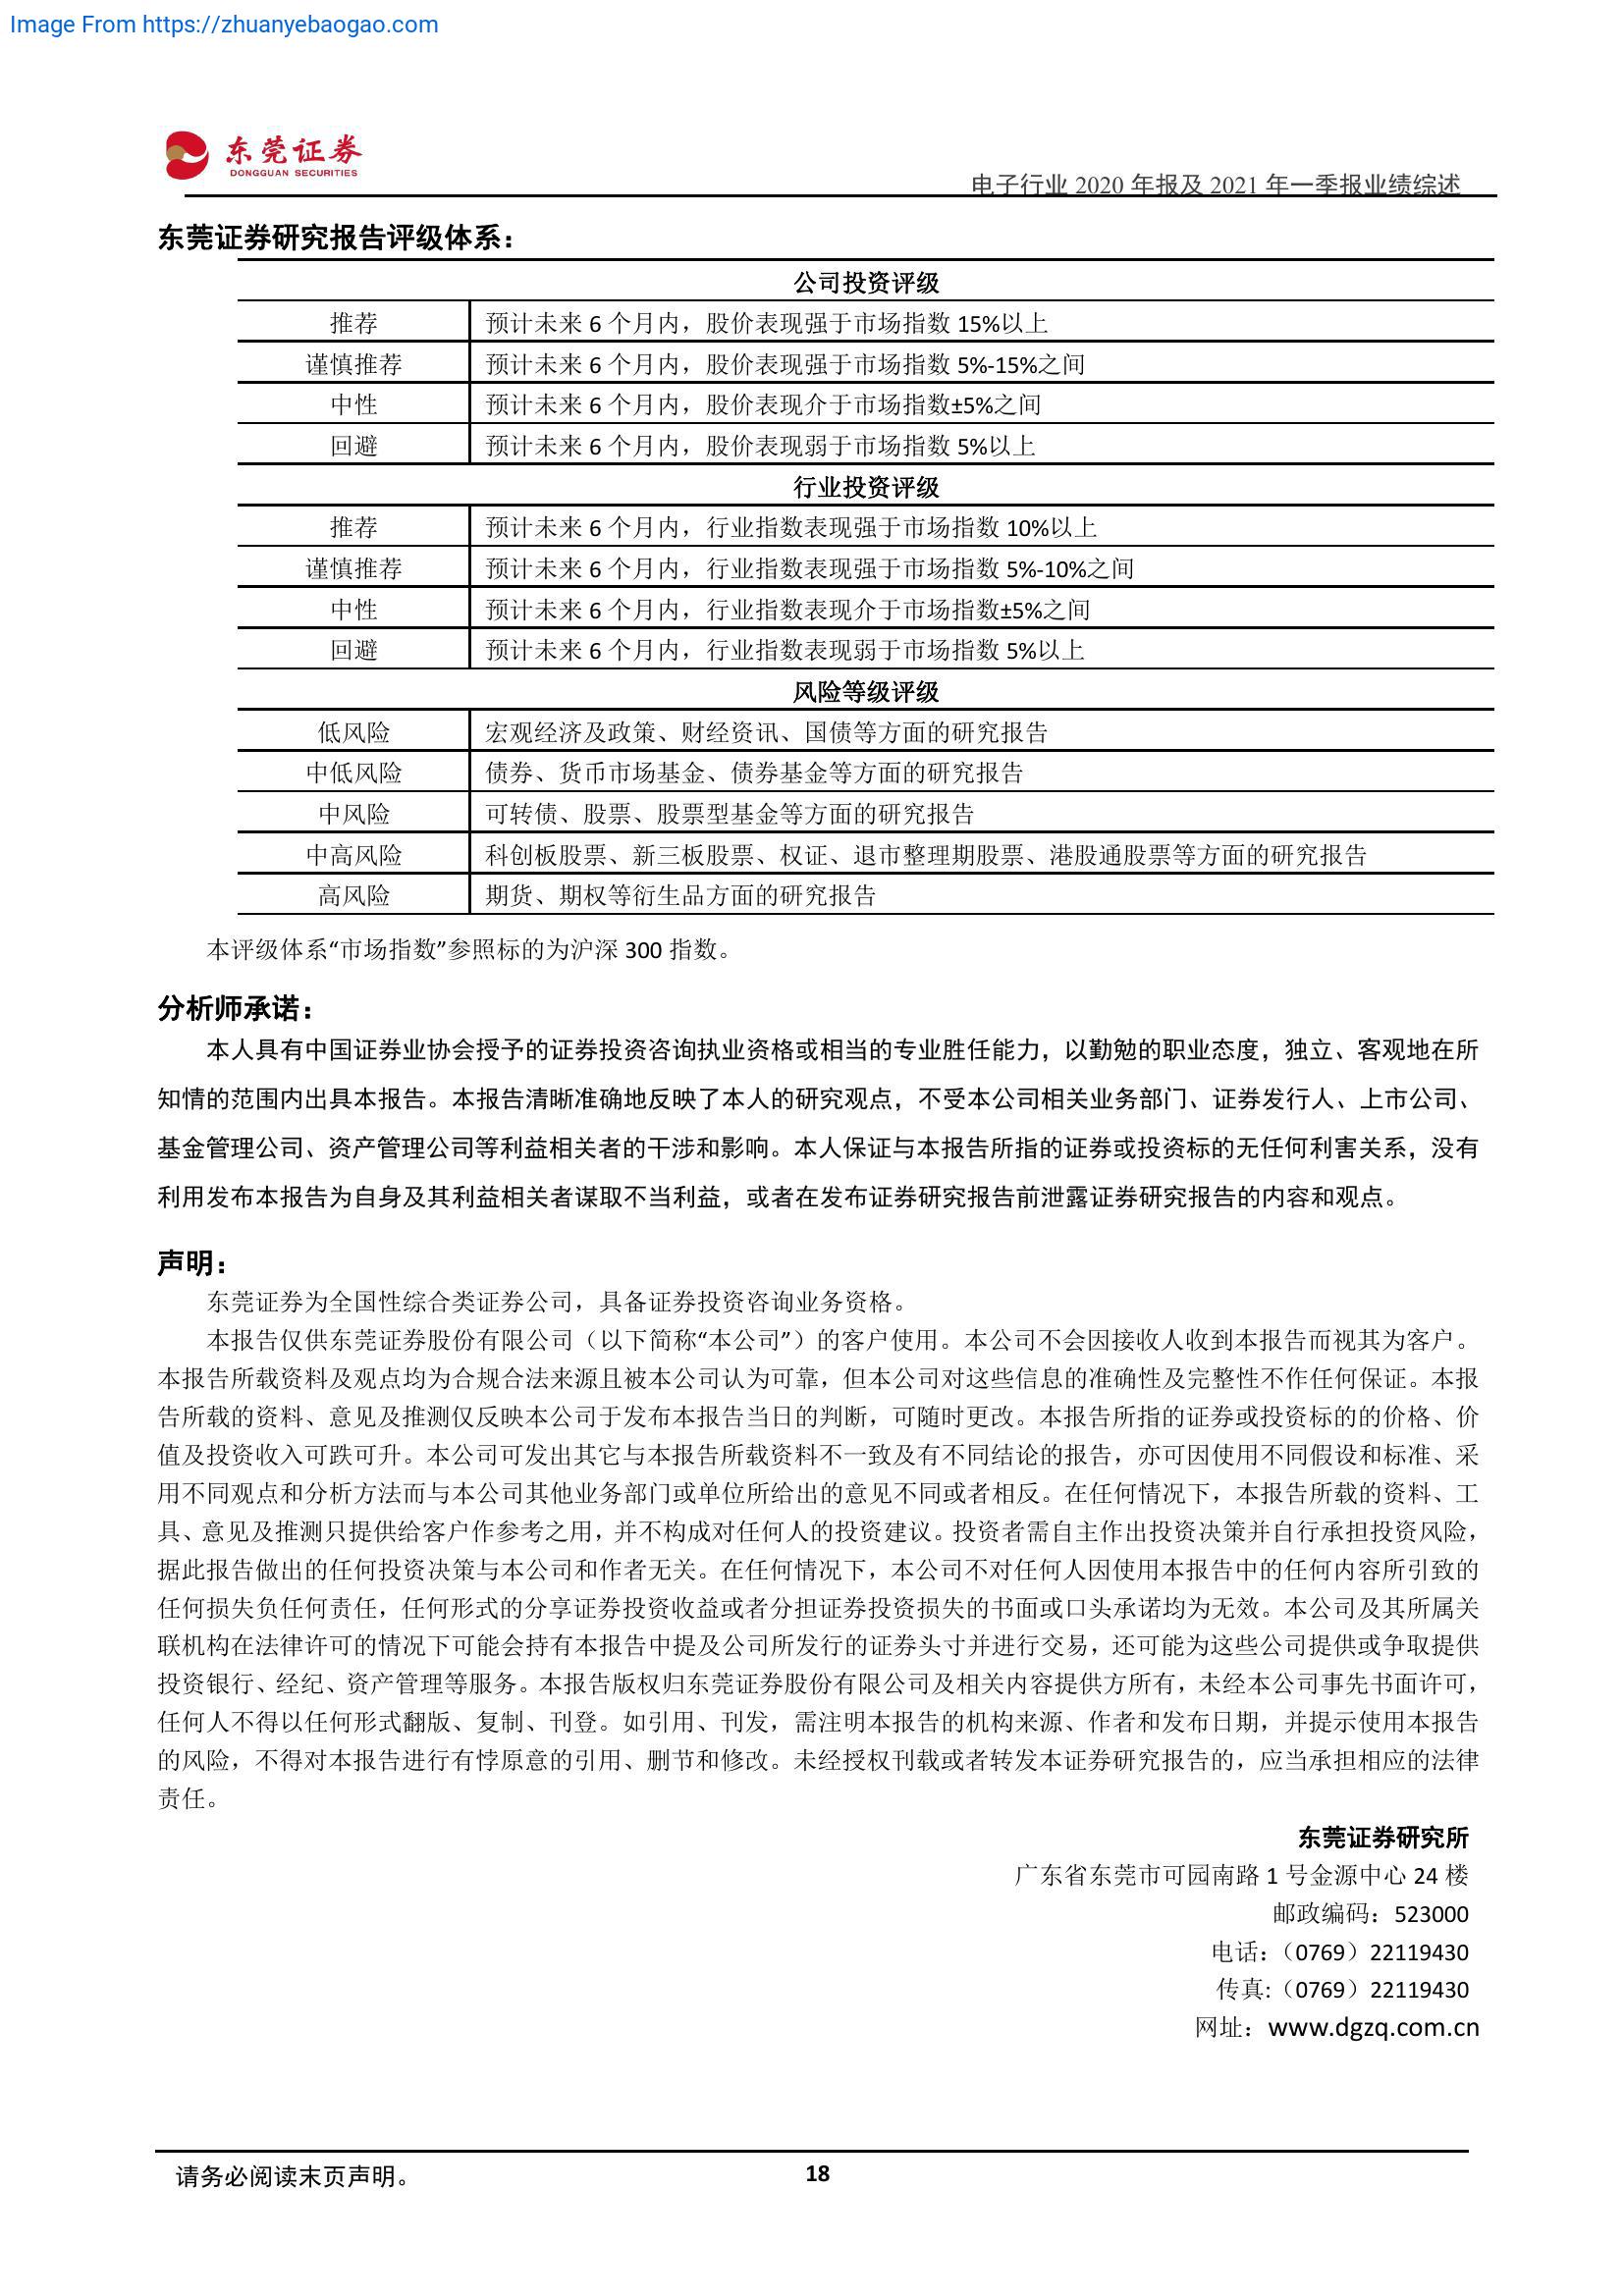 Image From https://zhuanyebaogao.com
东莞证券
DONGGUAN SECURITIES
电子行业 2020 年报及 2021 年一季报业绩综述
东莞证券研究报告评级体系：
公司投资评级
推荐 预计未来 6 个月内，股价表现强于市场指数 15%以上
谨慎推荐 预计未来 6 个月内，股价表现强于市场指数 5%-15%之间
中性 预计未来 6 个月内，股价表现介于市场指数±5%之间
回避 预计未来 6 个月内，股价表现弱于市场指数 5%以上
行业投资评级
推荐 预计未来 6 个月内，行业指数表现强于市场指数 10%以上
谨慎推荐 预计未来 6 个月内，行业指数表现强于市场指数 5%-10%之间
中性 预计未来 6 个月内，行业指数表现介于市场指数±5%之间
回避 预计未来 6 个月内，行业指数表现弱于市场指数 5%以上
风险等级评级
低风险 宏观经济及政策、财经资讯、国债等方面的研究报告
中低风险 债券、货币市场基金、债券基金等方面的研究报告
中风险 可转债、股票、股票型基金等方面的研究报告
中高风险 科创板股票、新三板股票、权证、退市整理期股票、港股通股票等方面的研究报告
高风险 期货、期权等衍生品方面的研究报告
本评级体系“市场指数”参照标的为沪深 300 指数。
分析师承诺：
本人具有中国证券业协会授予的证券投资咨询执业资格或相当的专业胜任能力，以勤勉的职业态度，独立、客观地在所
知情的范围内出具本报告。本报告清晰准确地反映了本人的研究观点，不受本公司相关业务部门、证券发行人、上市公司、
基金管理公司、资产管理公司等利益相关者的干涉和影响。本人保证与本报告所指的证券或投资标的无任何利害关系，没有
利用发布本报告为自身及其利益相关者谋取不当利益，或者在发布证券研究报告前泄露证券研究报告的内容和观点。
声明：
东莞证券为全国性综合类证券公司，具备证券投资咨询业务资格。
本报告仅供东莞证券股份有限公司（以下简称“本公司”）的客户使用。本公司不会因接收人收到本报告而视其为客户。
本报告所载资料及观点均为合规合法来源且被本公司认为可靠，但本公司对这些信息的准确性及完整性不作任何保证。本报
告所载的资料、意见及推测仅反映本公司于发布本报告当日的判断，可随时更改。本报告所指的证券或投资标的的价格、价
值及投资收入可跌可升。本公司可发出其它与本报告所载资料不一致及有不同结论的报告，亦可因使用不同假设和标准、采
用不同观点和分析方法而与本公司其他业务部门或单位所给出的意见不同或者相反。在任何情况下，本报告所载的资料、工
具、意见及推测只提供给客户作参考之用，并不构成对任何人的投资建议。投资者需自主作出投资决策并自行承担投资风险，
据此报告做出的任何投资决策与本公司和作者无关。在任何情况下，本公司不对任何人因使用本报告中的任何内容所引致的
任何损失负任何责任，任何形式的分享证券投资收益或者分担证券投资损失的书面或口头承诺均为无效。本公司及其所属关
联机构在法律许可的情况下可能会持有本报告中提及公司所发行的证券头寸并进行交易，还可能为这些公司提供或争取提供
投资银行、经纪、资产管理等服务。本报告版权归东莞证券股份有限公司及相关内容提供方所有，未经本公司事先书面许可，
任何人不得以任何形式翻版、复制、刊登。如引用、刊发，需注明本报告的机构来源、作者和发布日期，并提示使用本报告
的风险，不得对本报告进行有悖原意的引用、删节和修改。未经授权刊载或者转发本证券研究报告的，应当承担相应的法律
责任。
东莞证券研究所
广东省东莞市可园南路 1 号金源中心 24 楼
邮政编码：523000
电话：（0769）22119430
传真:（0769）22119430
网址：www.dgzq.com.cn
请务必阅读末页声明。
18